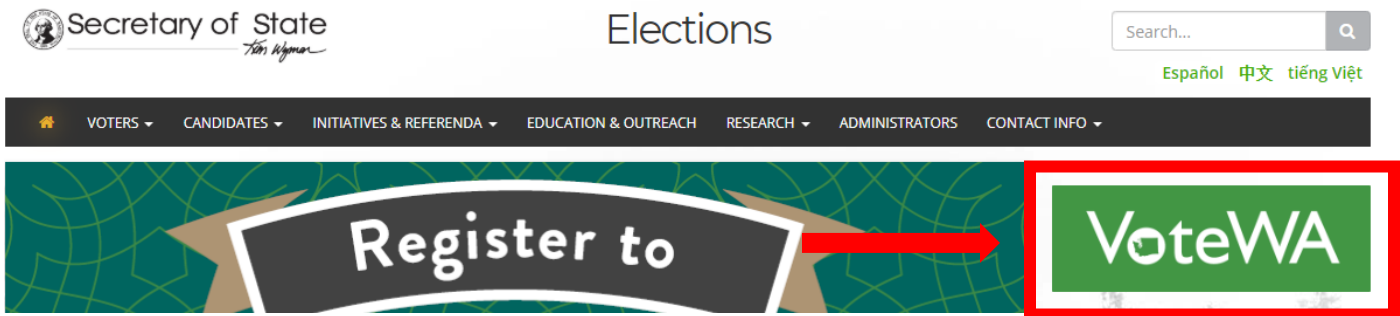 Secretary of State
Kim Wyman
Elections
Search...
Español 中文 tiếng Việt
VOTERS CANDIDATES INITIATIVES & REFERENDA EDUCATION & OUTREACH RESEARCH ADMINISTRATORS CONTACT INFO
Register to
VoteWA